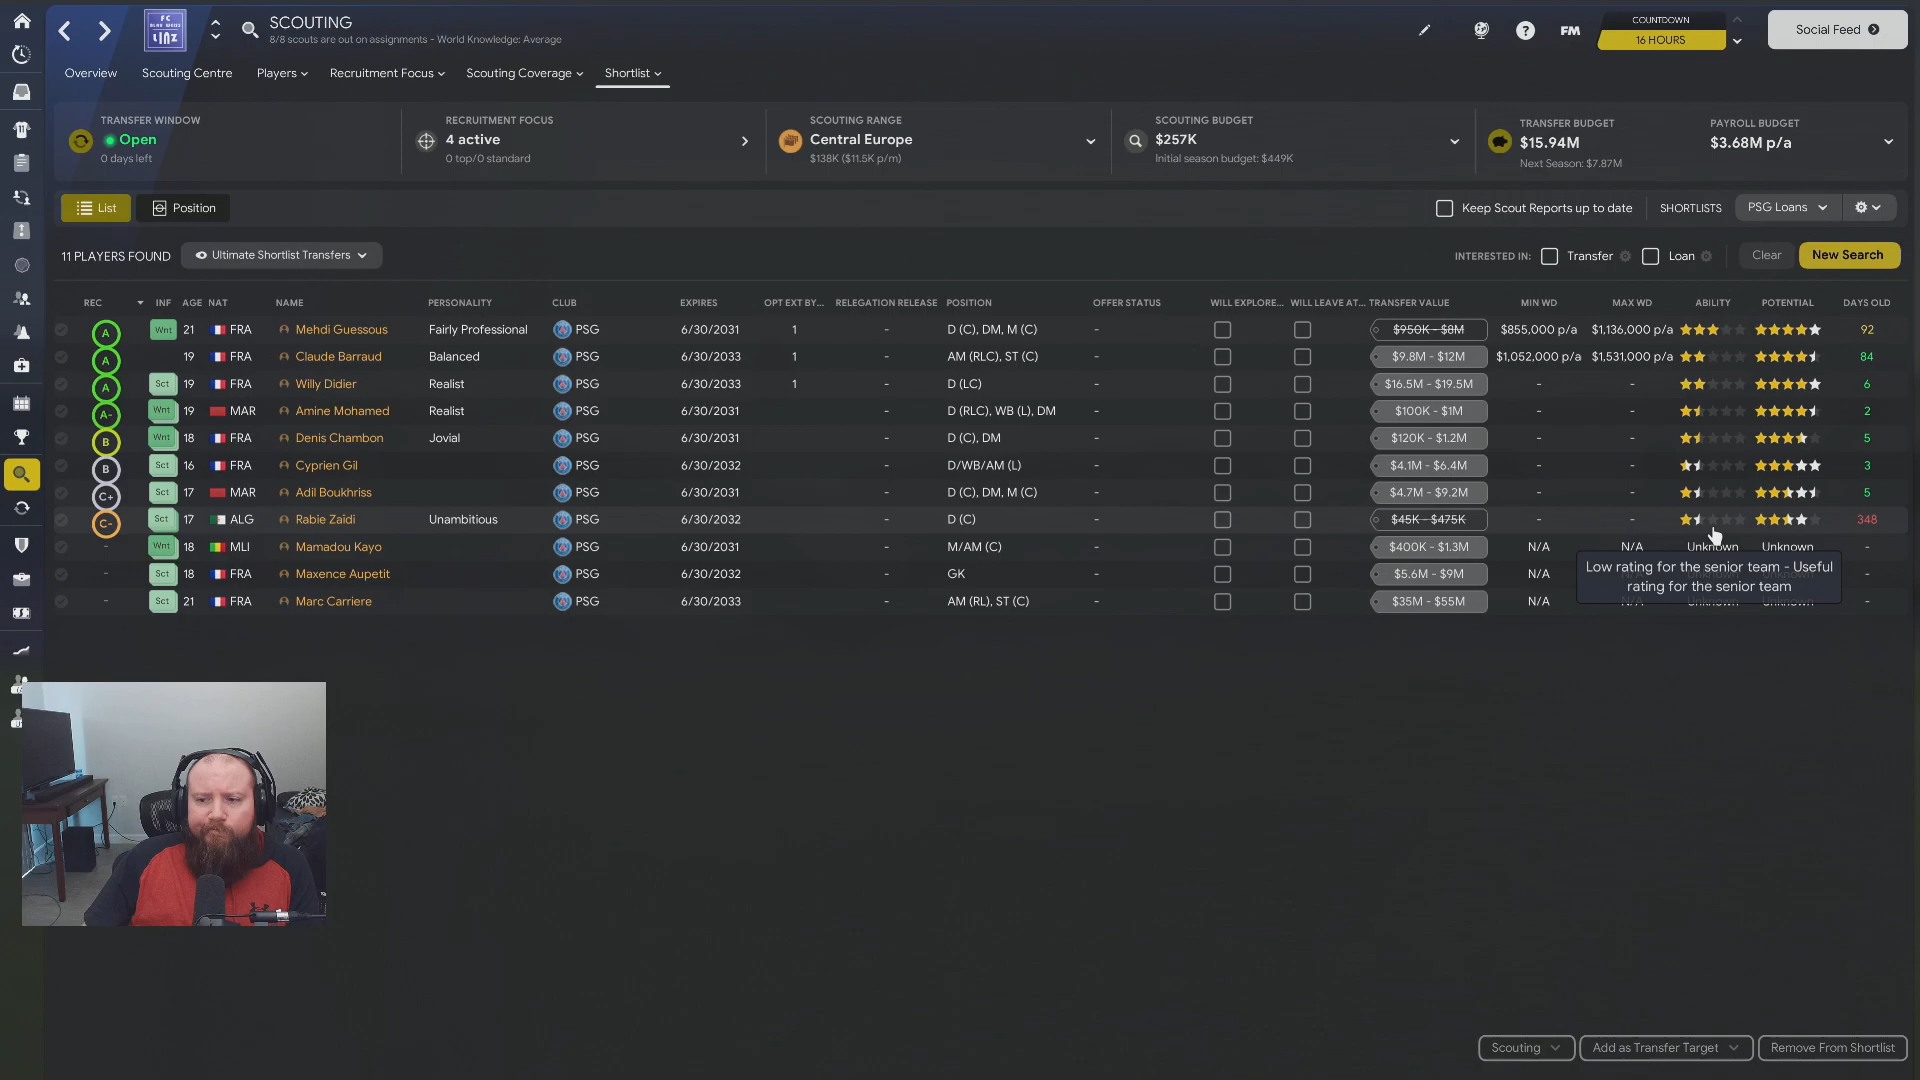 SCOUTING
8/8 scouts are out on assignments - World Knowledge: Average
FC BLAU WEISS LINZ
FM
COUNTDOWN
16 HOURS
Social Feed
Overview Scouting Centre Players Recruitment Focus Scouting Coverage Shortlist
TRANSFER WINDOW
Open
0 days left
RECRUITMENT FOCUS
4 active
0 top/0 standard
SCOUTING RANGE
Central Europe
$138K ($11.5K p/m)
SCOUTING BUDGET
$257K
Initial season budget: $449K
TRANSFER BUDGET
$15.94M
Next Season: $7.87M
PAYROLL BUDGET
$3.68M p/a
List Position Keep Scout Reports up to date SHORTLISTS PSG Loans
11 PLAYERS FOUND Ultimate Shortlist Transfers INTERESTED IN: Transfer Loan Clear New Search
REC INF AGE NAT NAME PERSONALITY CLUB EXPIRES OPT EXT BY... RELEGATION RELEASE POSITION OFFER STATUS WILL EXPLORE... WILL LEAVE AT... TRANSFER VALUE MIN WD MAX WD ABILITY POTENTIAL DAYS OLD
A Wnt 21 FRA Mehdi Guessous Fairly Professional PSG 6/30/2031 1 - D (C), DM, M (C) - $950K - $8M $855,000 p/a $1,136,000 p/a 92
A 19 FRA Claude Barraud Balanced PSG 6/30/2033 1 - AM (RLC), ST (C) - $9.8M - $12M $1,052,000 p/a $1,531,000 p/a 84
A Sct 19 FRA Willy Didier Realist PSG 6/30/2033 1 - D (LC) - $16.5M - $19.5M - - 6
A- Wnt 19 MAR Amine Mohamed Realist PSG 6/30/2031 - D (RLC), WB (L), DM - $100K - $1M - - 2
B Wnt 18 FRA Denis Chambon Jovial PSG 6/30/2031 - D (C), DM - $120K - $1.2M - - 5
B Sct 16 FRA Cyprien Gil PSG 6/30/2032 - D/WB/AM (L) - $4.1M - $6.4M - - 3
C+ Sct 17 MAR Adil Boukhriss PSG 6/30/2031 - D (C), DM, M (C) - $4.7M - $9.2M - - 5
C- Sct 17 ALG Rabie Zaïdi Unambitious PSG 6/30/2032 - D (C) - $45K - $475K - - 348
- Wnt 18 MLI Mamadou Kayo PSG 6/30/2031 - M/AM (C) - $400K - $1.3M N/A N/A Unknown Unknown -
- Sct 18 FRA Maxence Aupetit PSG 6/30/2032 - GK - $5.6M - $9M N/A -
- Sct 21 FRA Marc Carriere PSG 6/30/2033 - AM (RL), ST (C) - $35M - $55M N/A N/A Unknown Unknown -
Low rating for the senior team - Useful
rating for the senior team
Scouting Add as Transfer Target Remove From Shortlist